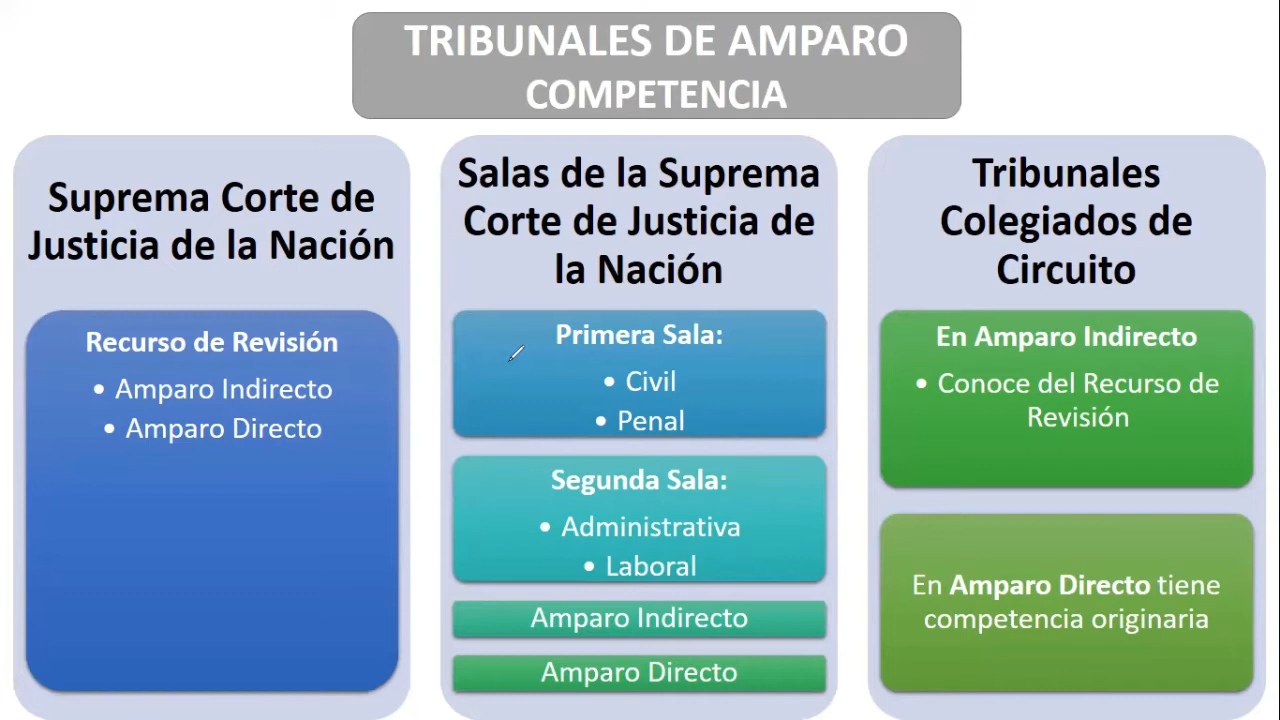 TRIBUNALES DE AMPARO
COMPETENCIA
Suprema Corte de
Justicia de la Nación
Recurso de Revisión
• Amparo Indirecto
• Amparo Directo
Salas de la Suprema
Corte de Justicia de
la Nación
Primera Sala:
• Civil
• Penal
Segunda Sala:
• Administrativa
• Laboral
Amparo Indirecto
Amparo Directo
Tribunales
Colegiados de
Circuito
En Amparo Indirecto
• Conoce del Recurso de
Revisión
En Amparo Directo tiene
competencia originaria